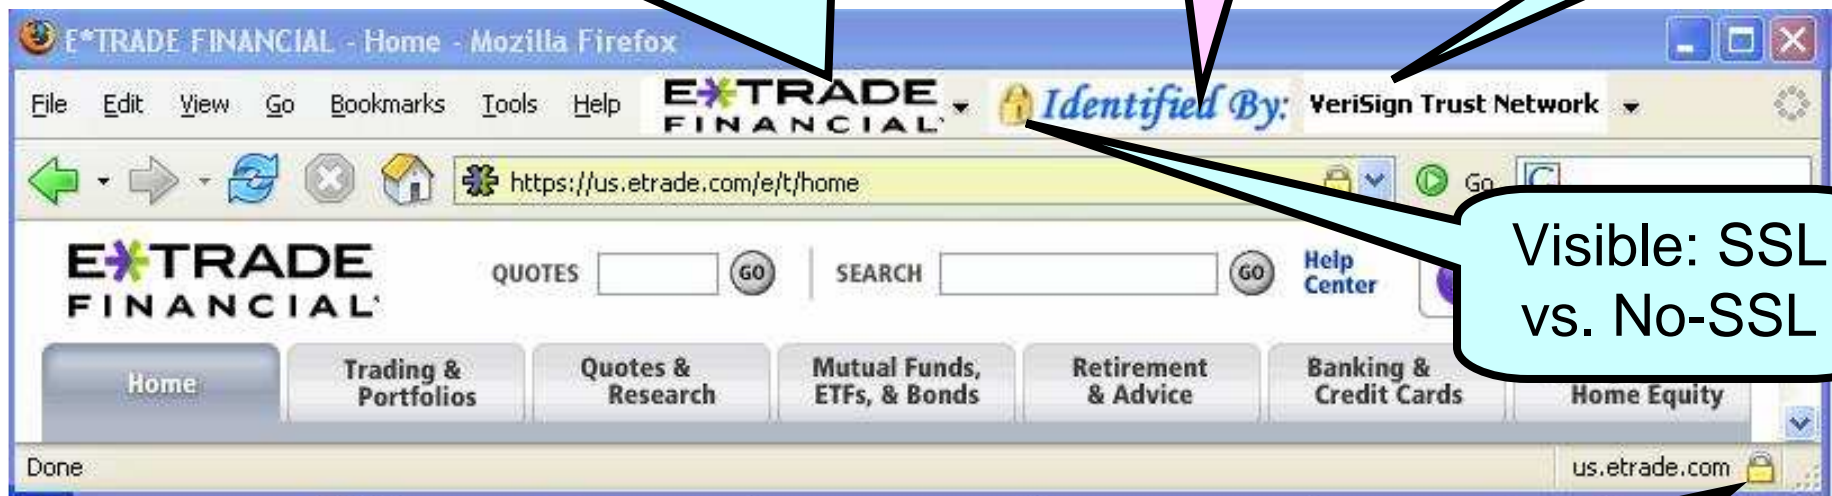 E*TRADE FINANCIAL - Home - Mozilla Firefox
File Edit View Go Bookmarks Tools Help E*TRADE FINANCIAL Identified By: VeriSign Trust Network
https://us.etrade.com/e/t/home Go
Visible: SSL
vs. No-SSL
E*TRADE
FINANCIAL
QUOTES GO SEARCH GO Help
Center
Home
Trading &
Portfolios
Quotes &
Research
Mutual Funds,
ETFs, & Bonds
Retirement
& Advice
Banking &
Credit Cards
Home Equity
Done us.etrade.com